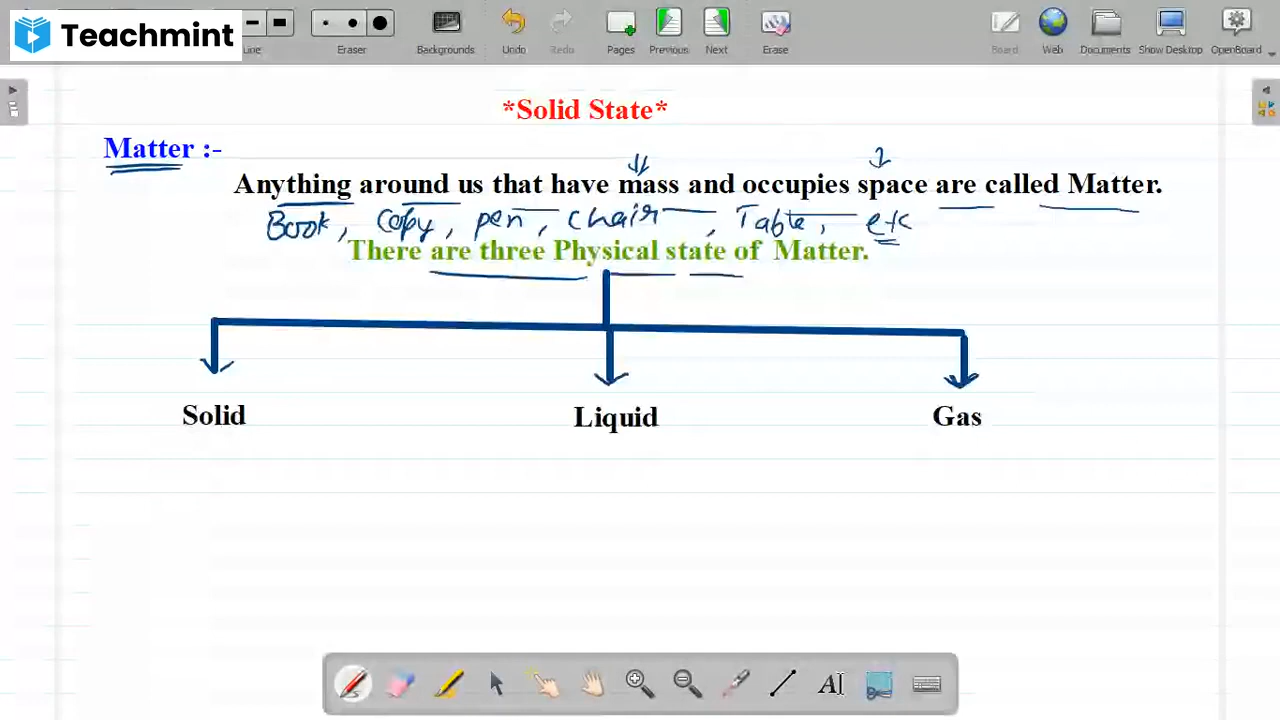 Teachmint
Line
Eraser
Backgrounds
Undo
Redo
Pages
Previous
Next
Erase
Board
Web
Documents
Show Desktop
OpenBoard
*Solid State*
Matter :-
Anything around us that have mass and occupies space are called Matter.
Book, Copy, pen, chair, Table, etc
There are three Physical state of Matter.
Solid
Liquid
Gas